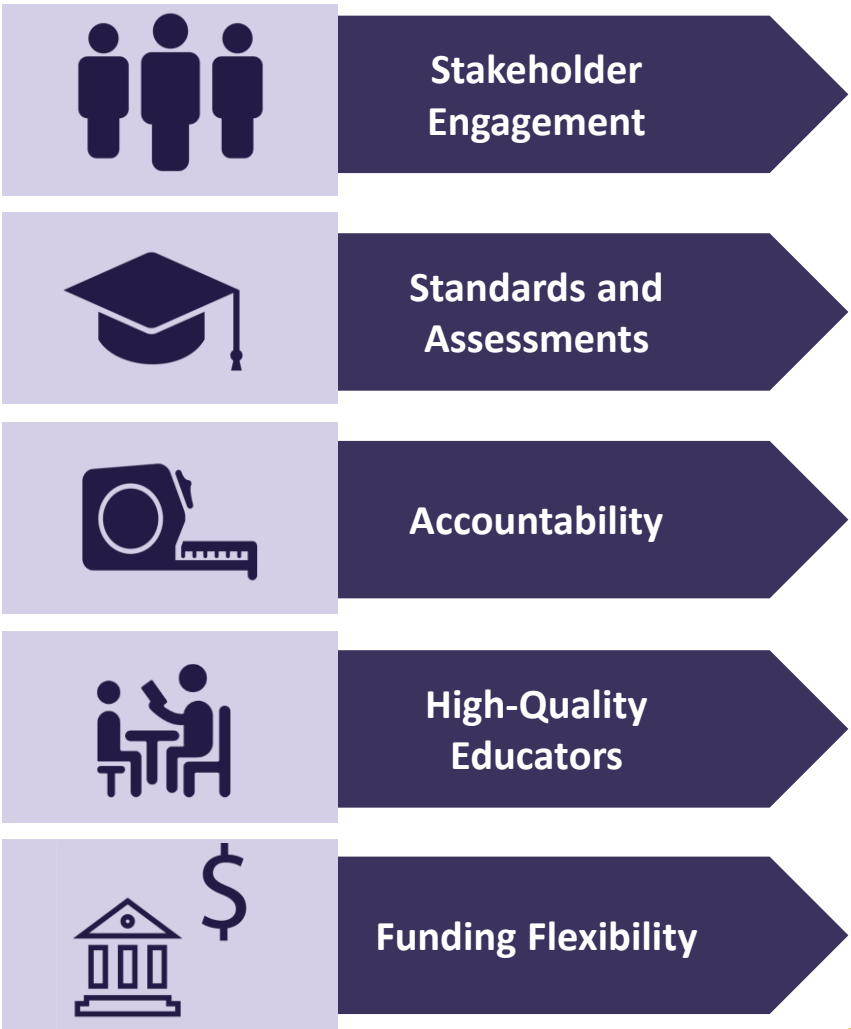 Stakeholder
Engagement
Standards and
Assessments
Accountability
High-Quality
Educators
$
Funding Flexibility